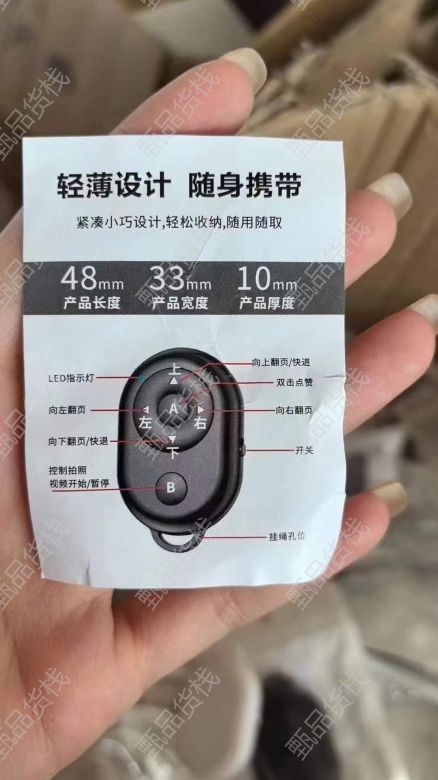 轻薄设计 随身携带
紧凑小巧设计,轻松收纳,随用随取
48mm 33mm 10mm
产品长度 产品宽度 产品厚度
向上翻页/快进
LED指示灯
上
双击点赞
向左翻页
左
A
右
向右翻页
向下翻页/快退
下
开关
控制拍照
视频开始/暂停
B
挂绳孔位
甄品货栈